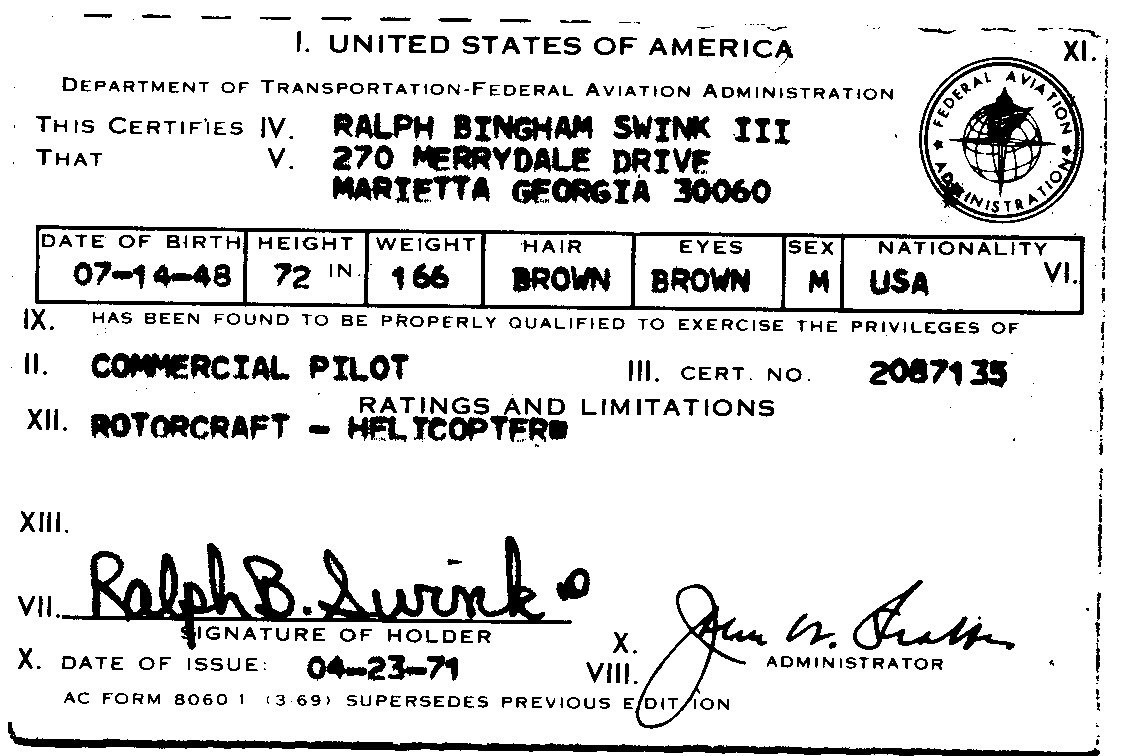 I. UNITED STATES OF AMERICA XI.
DEPARTMENT OF TRANSPORTATION-FEDERAL AVIATION ADMINISTRATION
FEDERAL AVIATION ADMINISTRATION
THIS CERTIFIES IV. RALPH BINGHAM SWINK III
THAT V. 270 MERRYDALE DRIVE
MARIETTA GEORGIA 30060
DATE OF BIRTH HEIGHT WEIGHT HAIR EYES SEX NATIONALITY
07-14-48 72 IN. 166 BROWN BROWN M USA VI.
IX. HAS BEEN FOUND TO BE PROPERLY QUALIFIED TO EXERCISE THE PRIVILEGES OF
II. COMMERCIAL PILOT III. CERT. NO. 2087135
RATINGS AND LIMITATIONS
XII. ROTORCRAFT - HELICOPTER
XIII.
VII. Ralph B. Swink
SIGNATURE OF HOLDER
X. DATE OF ISSUE: 04-23-71
X.
VIII. ADMINISTRATOR
AC FORM 8060 1 (3 69) SUPERSEDES PREVIOUS EDITION